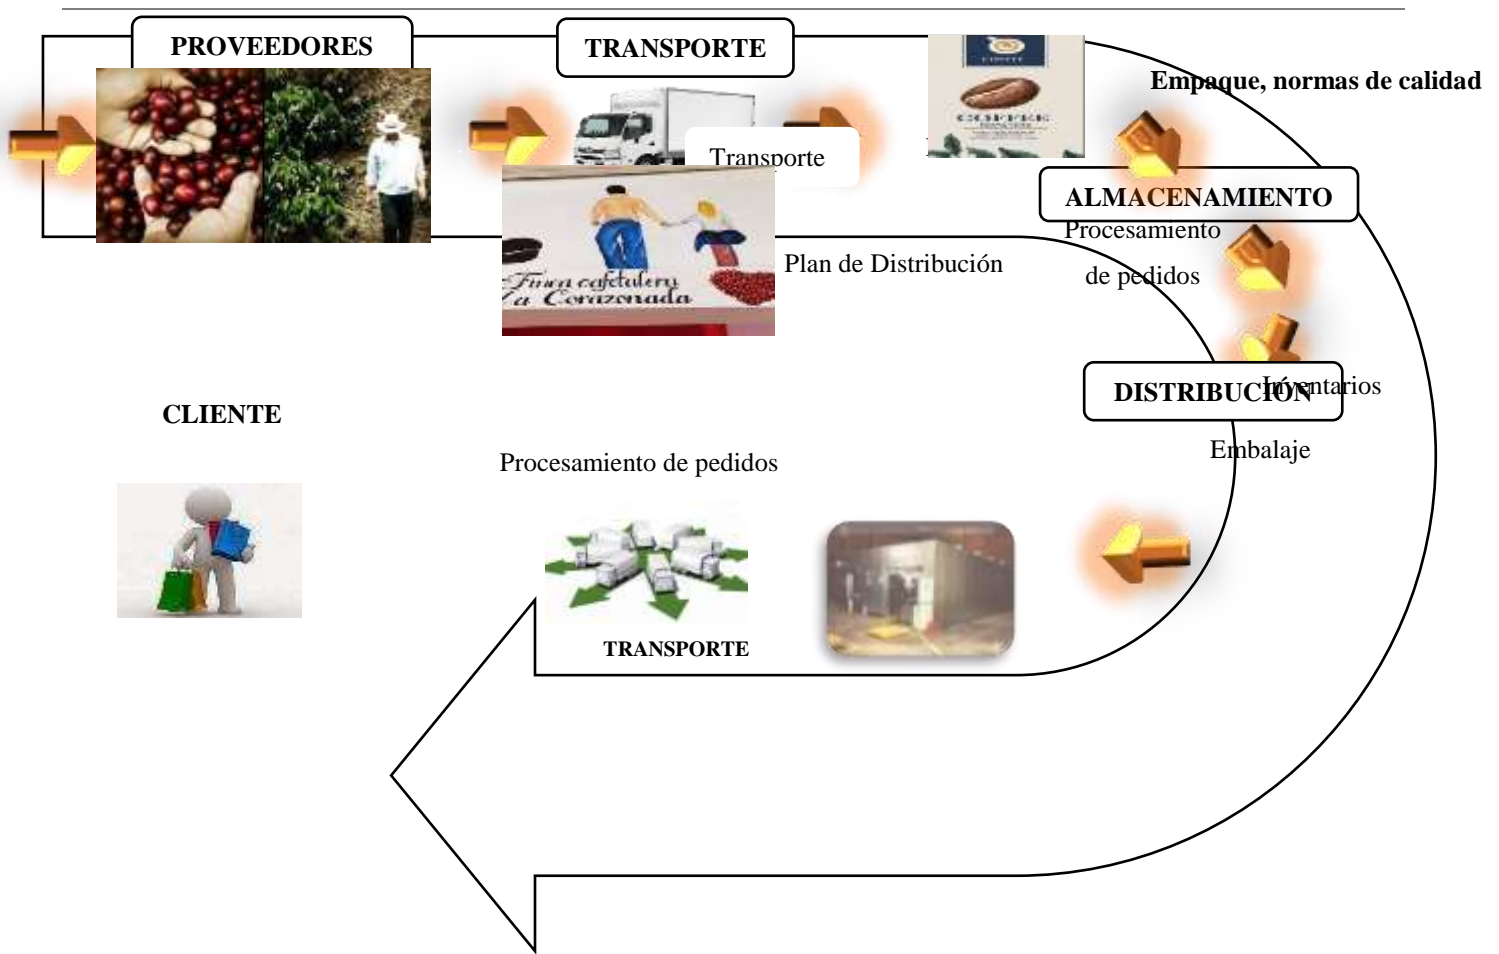 PROVEEDORES
TRANSPORTE
Empaque, normas de calidad
Transporte
ALMACENAMIENTO
Procesamiento
de pedidos
Plan de Distribución
Finca cafetalera
La Corazonada
DISTRIBUCIÓN
Inventarios
CLIENTE
Embalaje
Procesamiento de pedidos
TRANSPORTE